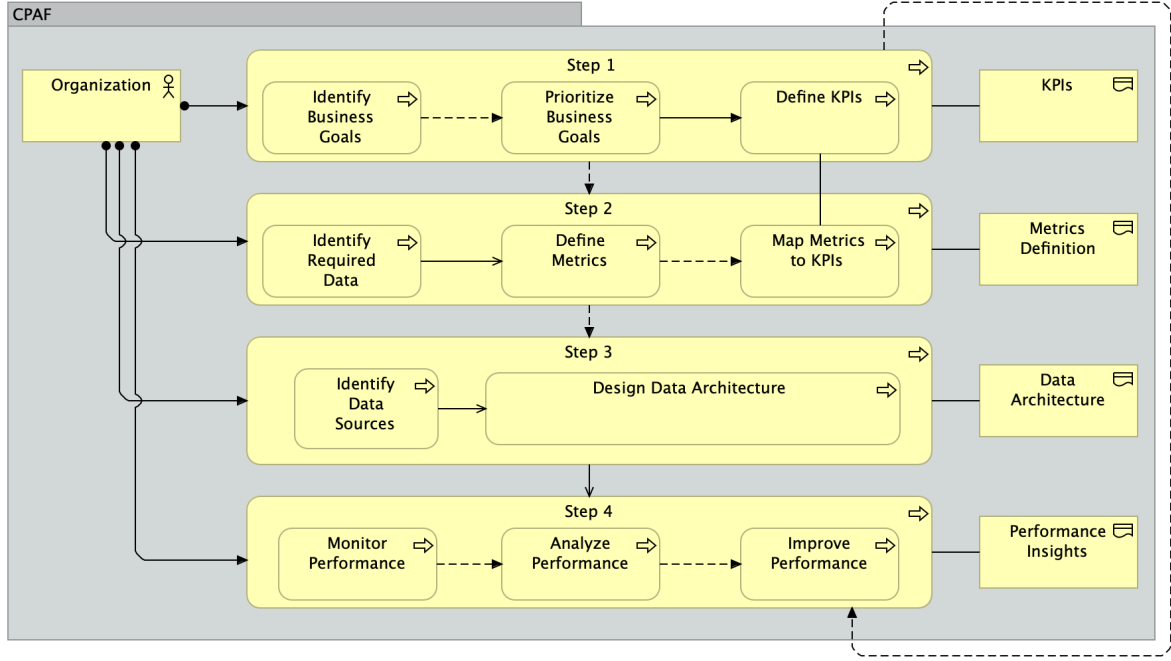 CPAF
Organization
Step 1
Identify
Business
Goals
Prioritize
Business
Goals
Define KPIs
KPIs
Step 2
Identify
Required
Data
Define
Metrics
Map Metrics
to KPIs
Metrics
Definition
Step 3
Identify
Data
Sources
Design Data Architecture
Data
Architecture
Step 4
Monitor
Performance
Analyze
Performance
Improve
Performance
Performance
Insights